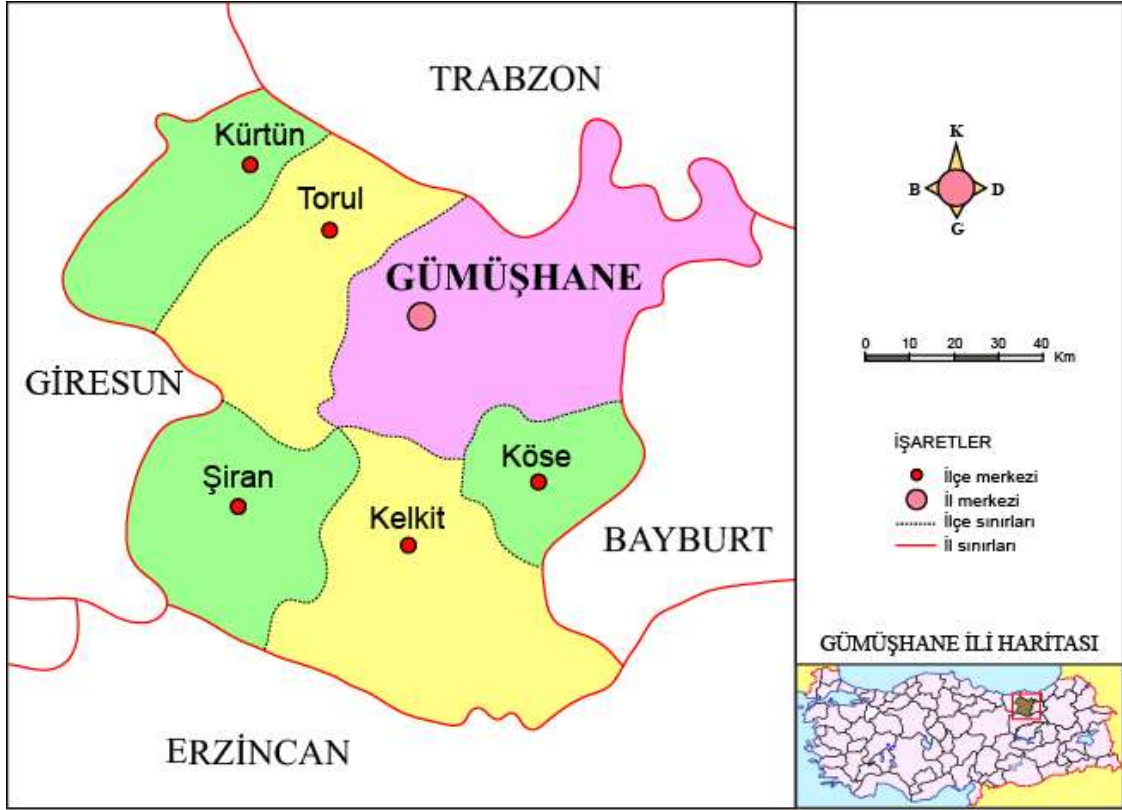 TRABZON
Kürtün
Torul
GÜMÜŞHANE
GİRESUN
Şiran
Köse
Kelkit
BAYBURT
ERZİNCAN
K
B D
G
0 10 20 30 40
Km
İŞARETLER
İlçe merkezi
İl merkezi
İlçe sınırları
İl sınırları
GÜMÜŞHANE İLİ HARİTASI